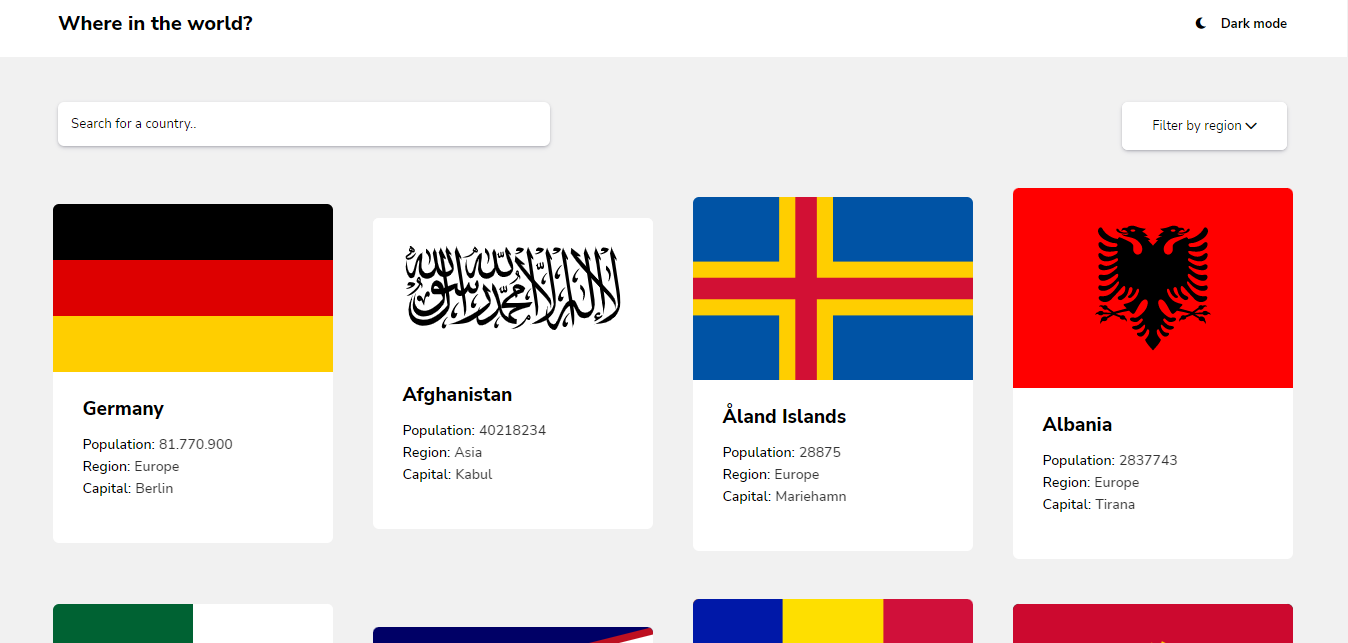 Where in the world?
Dark mode
Search for a country..
Filter by region
لا إله إلا الله محمد رسول الله
Germany
Population: 81.770.900
Region: Europe
Capital: Berlin
Afghanistan
Population: 40218234
Region: Asia
Capital: Kabul
Åland Islands
Population: 28875
Region: Europe
Capital: Mariehamn
Albania
Population: 2837743
Region: Europe
Capital: Tirana